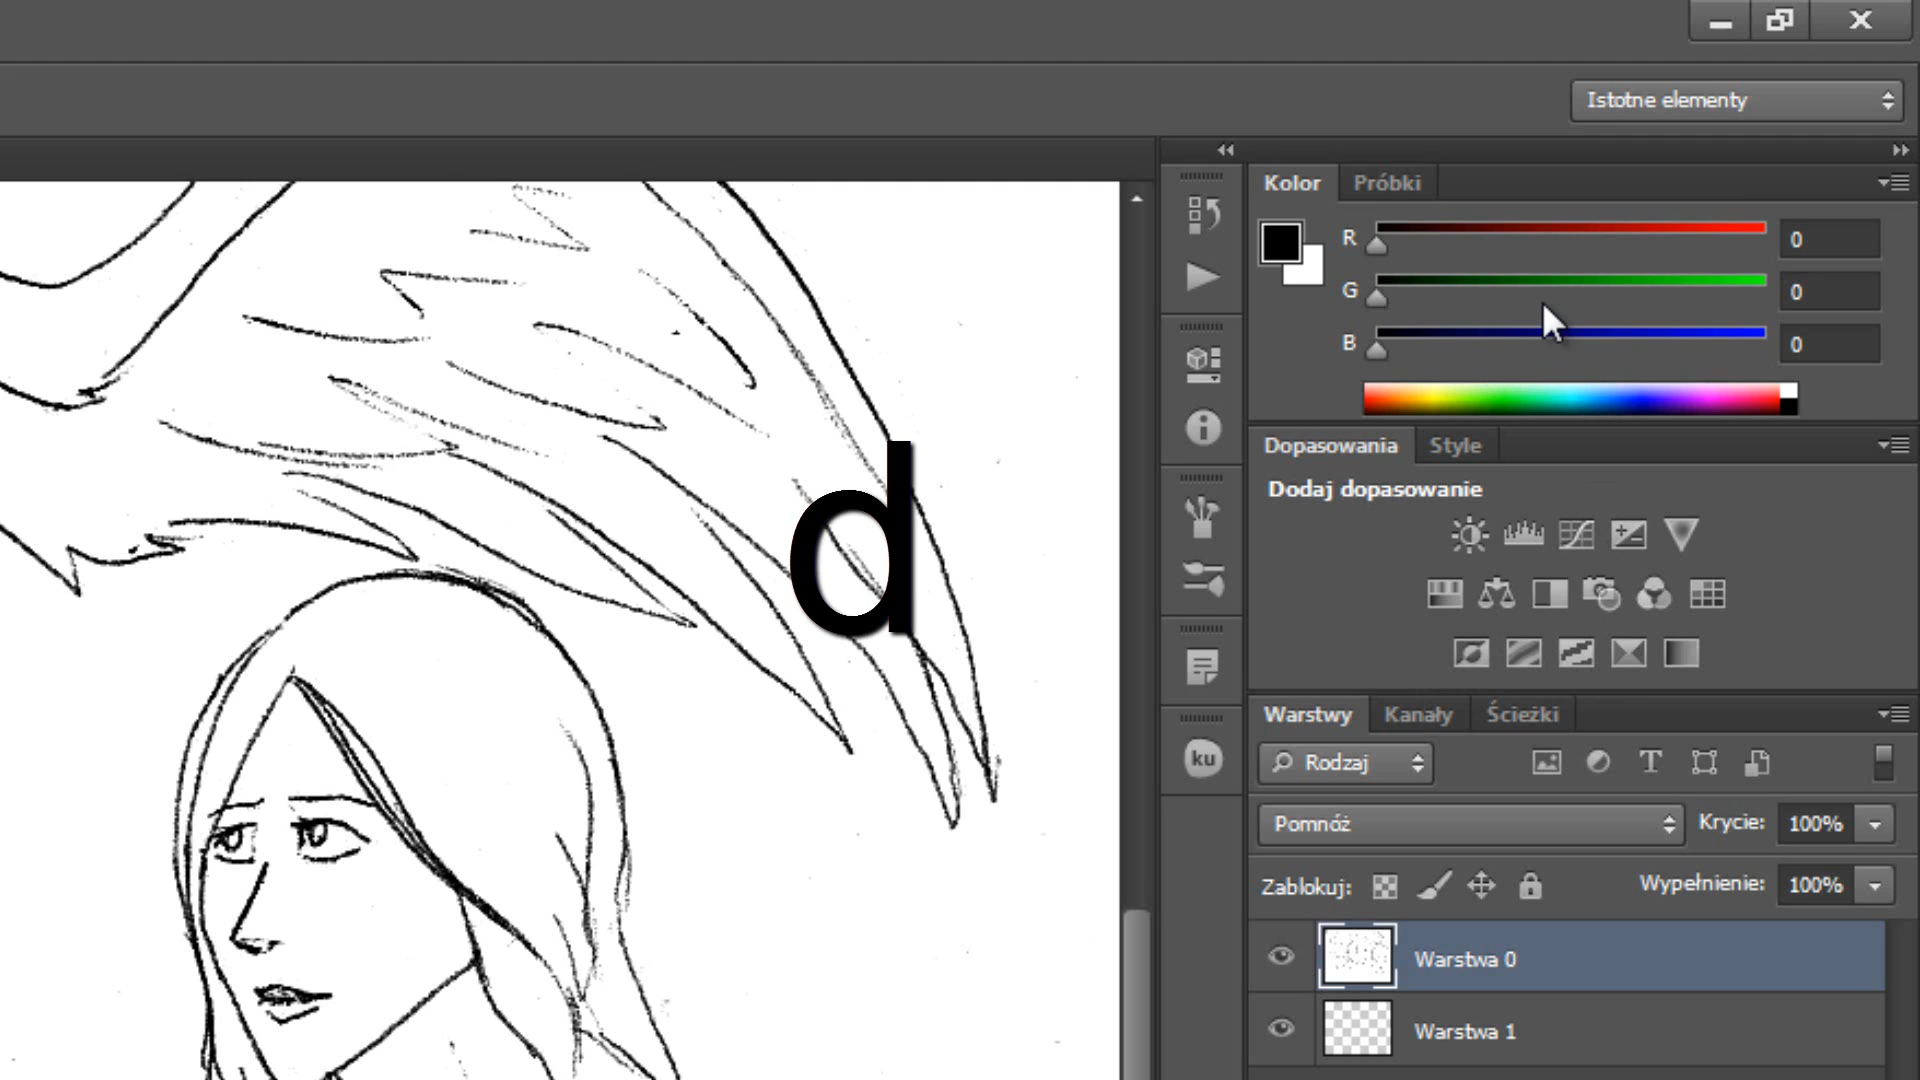 Istotne elementy
Kolor Próbki
R 0
G 0
B 0
d
Dopasowania Style
Dodaj dopasowanie
Warstwy Kanały Ścieżki
ku
Rodzaj
T
Pomnóż Krycie: 100%
Zablokuj: Wypełnienie: 100%
Warstwa 0
Warstwa 1